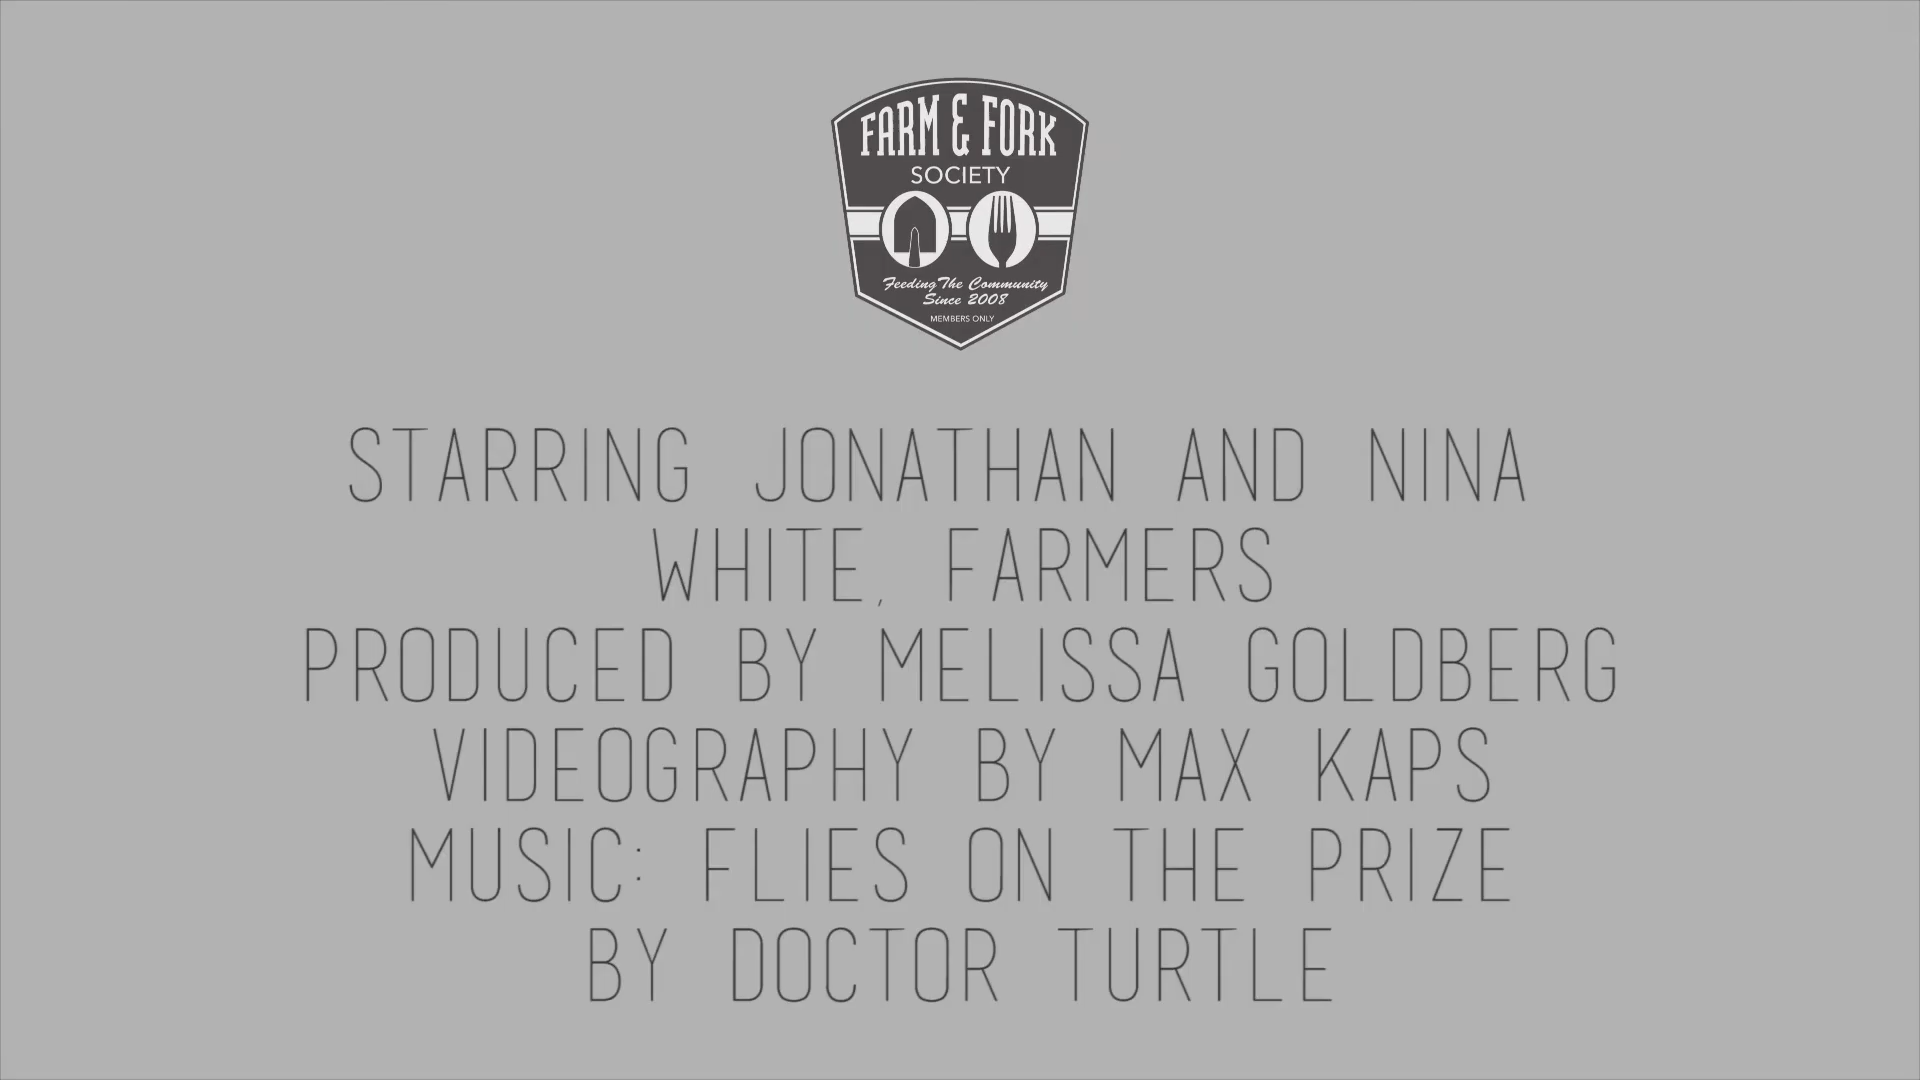 FARM & FORK
SOCIETY
Feeding The Community
Since 2008
MEMBERS ONLY
STARRING JONATHAN AND NINA
WHITE, FARMERS
PRODUCED BY MELISSA GOLDBERG
VIDEOGRAPHY BY MAX KAPS
MUSIC: FLIES ON THE PRIZE
BY DOCTOR TURTLE